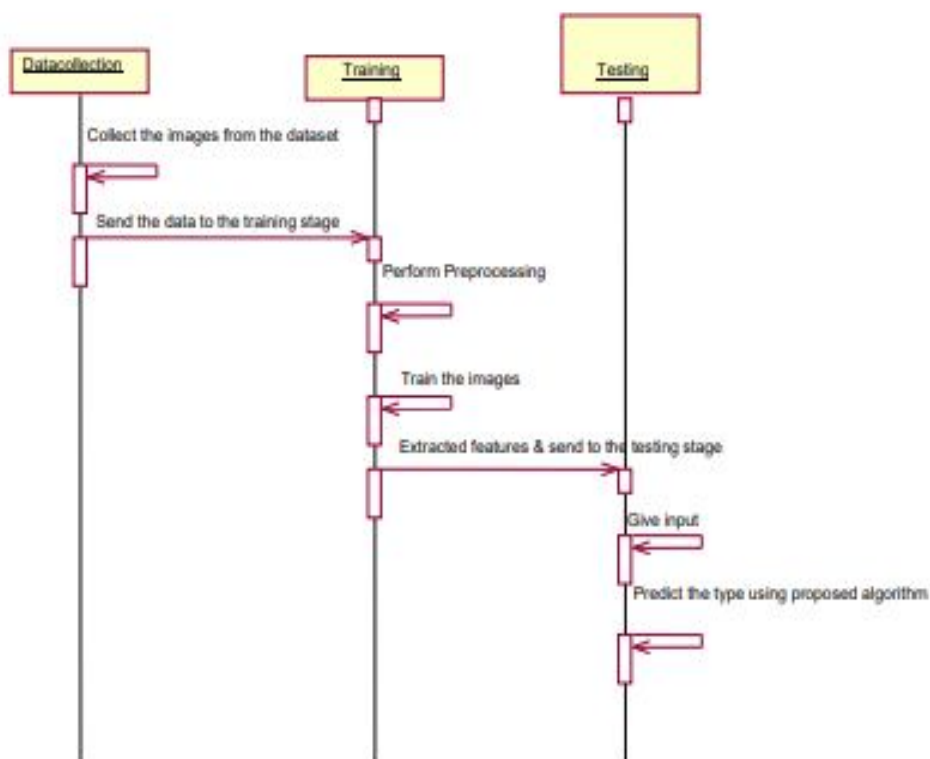 Datacollection
Training
Testing
Collect the images from the dataset
Send the data to the training stage
Perform Preprocessing
Train the images
Extracted features & send to the testing stage
Give input
Predict the type using proposed algorithm